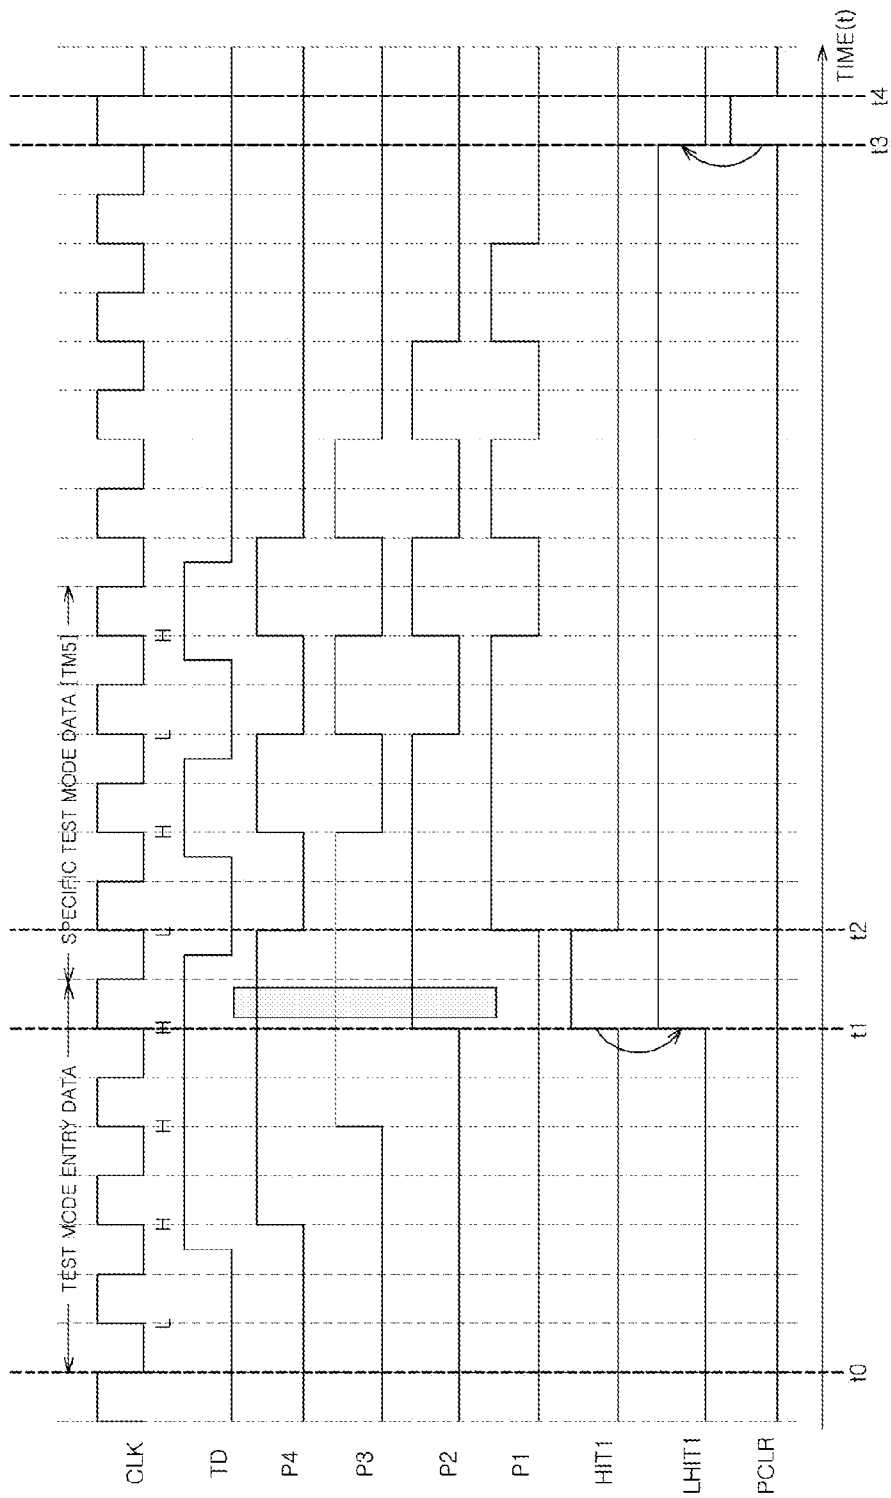 TEST MODE ENTRY DATA
SPECIFIC TEST MODE DATA [TM5]
CLK
L H H H L H L H
TD
P4
P3
P2
P1
HIT1
LHIT1
PCLR
t0 t1 t2 t3 t4
TIME(t)